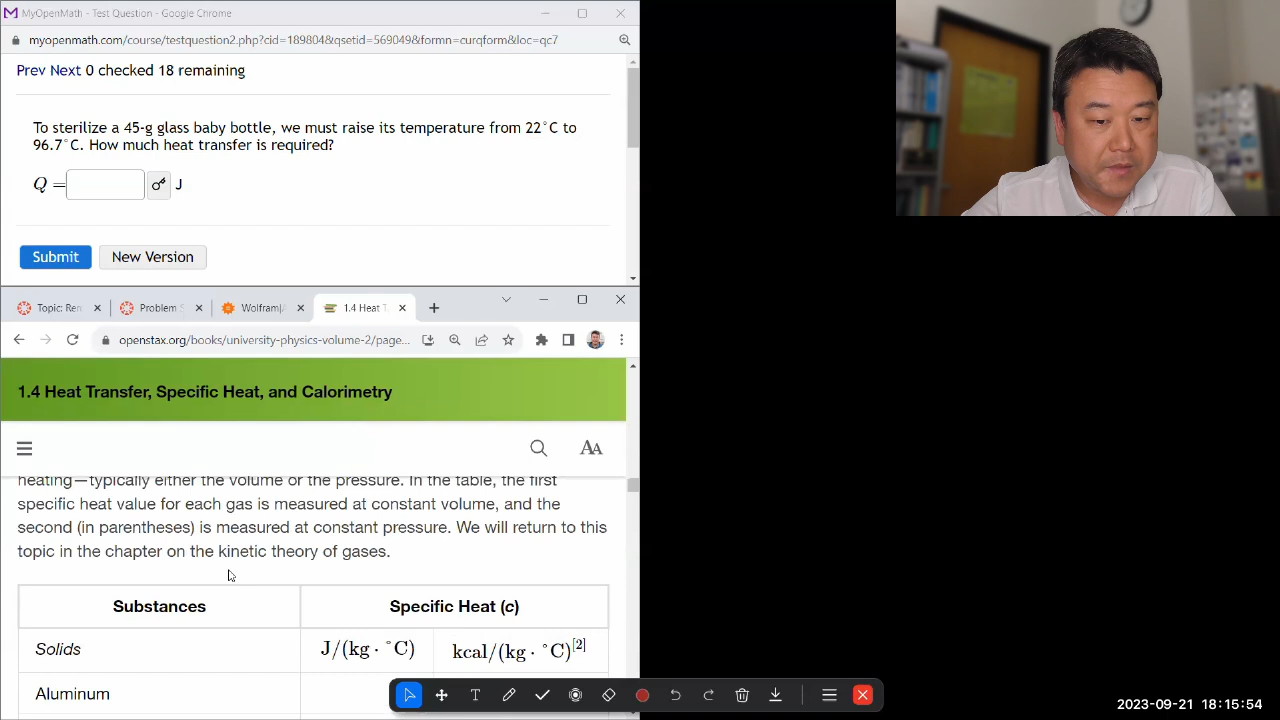 MyOpenMath - Test Question - Google Chrome
myopenmath.com/course/testquestion2.php?cid=189804&qsetid=569049&formn=curqform&loc=qc7
Prev Next 0 checked 18 remaining
To sterilize a 45-g glass baby bottle, we must raise its temperature from 22°C to
96.7°C. How much heat transfer is required?
Q = J
Submit New Version
Topic: Ren Problem S Wolfram|A 1.4 Heat T
openstax.org/books/university-physics-volume-2/page...
1.4 Heat Transfer, Specific Heat, and Calorimetry
AA
heating—typically either the volume or the pressure. In the table, the first
specific heat value for each gas is measured at constant volume, and the
second (in parentheses) is measured at constant pressure. We will return to this
topic in the chapter on the kinetic theory of gases.
Substances Specific Heat (c)
Solids J/(kg · °C) kcal/(kg · °C)[2]
Aluminum
T
2023-09-21 18:15:54